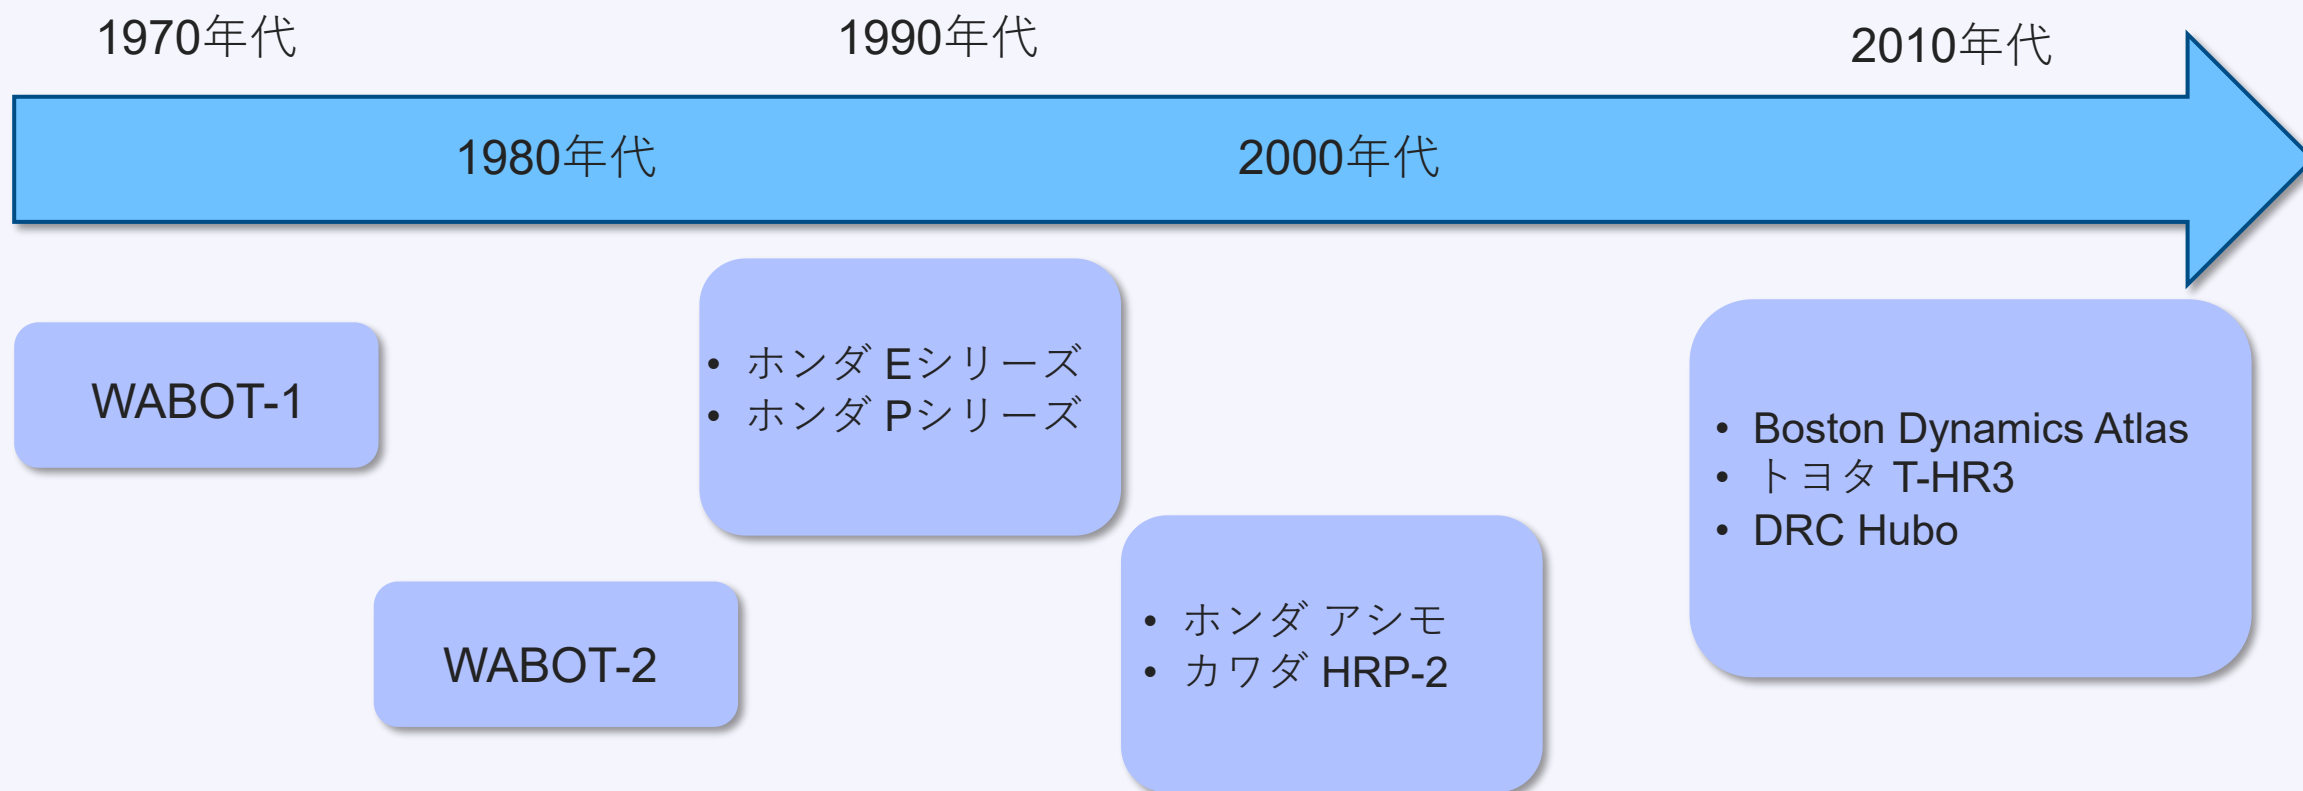 1970年代
1990年代
2010年代
1980年代
2000年代
WABOT-1
WABOT-2
• ホンダ Eシリーズ
• ホンダ Pシリーズ
• ホンダ アシモ
• カワダ HRP-2
• Boston Dynamics Atlas
• トヨタ T-HR3
• DRC Hubo